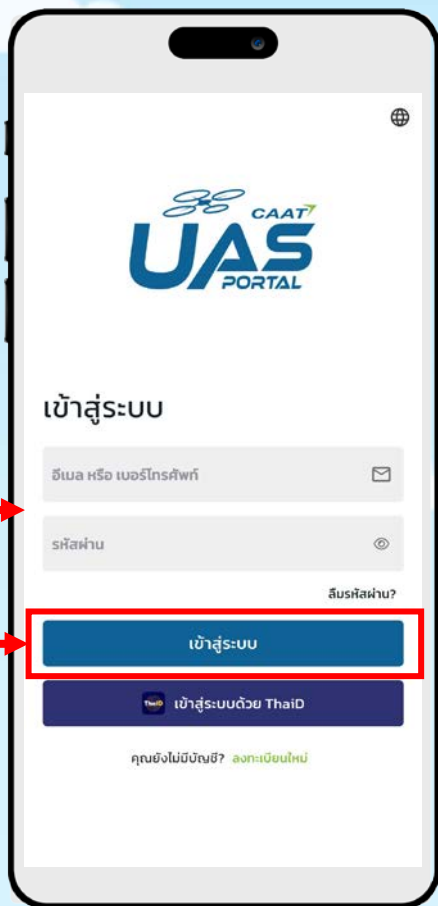 CAAT
UAS
PORTAL
เข้าสู่ระบบ
อีเมล หรือ เบอร์โทรศัพท์
รหัสผ่าน
ลืมรหัสผ่าน?
เข้าสู่ระบบ
ThaiD เข้าสู่ระบบด้วย ThaiD
คุณยังไม่มีบัญชี? ลงทะเบียนใหม่